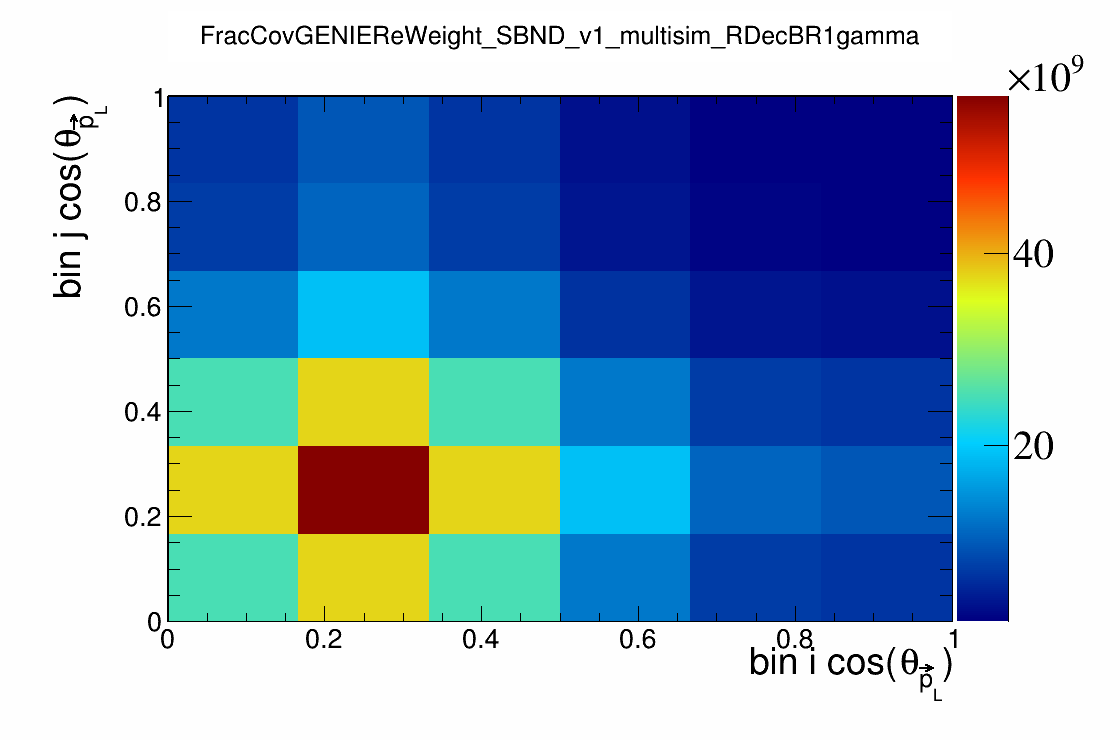 FracCovGENIEReWeight_SBND_v1_multisim_RDecBR1gamma
×10⁹
bin j cos(θ_p⃗_L)
1
0.8
0.6
0.4
0.2
0
40
20
0 0.2 0.4 0.6 0.8 1
bin i cos(θ_p⃗_L)